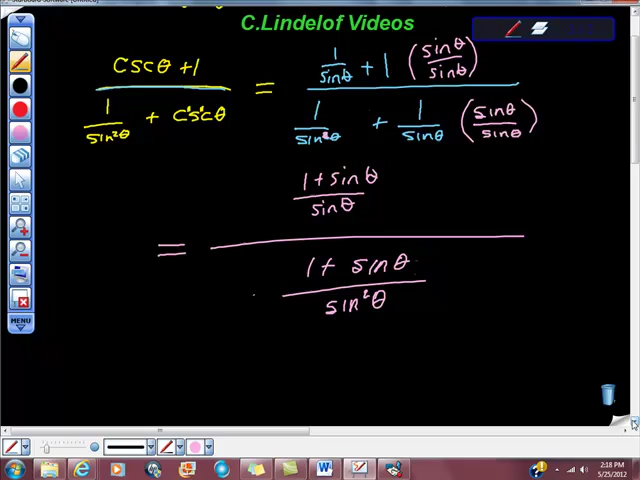 C.Lindelof Videos
cscθ + 1 / (1/sin²θ + cscθ) = (1/sinθ + 1 (sinθ/sinθ)) / (1/sin²θ + 1/sinθ (sinθ/sinθ))
= ((1 + sinθ)/sinθ) / ((1 + sinθ)/sin²θ)
MENU
2:18 PM
5/25/2012